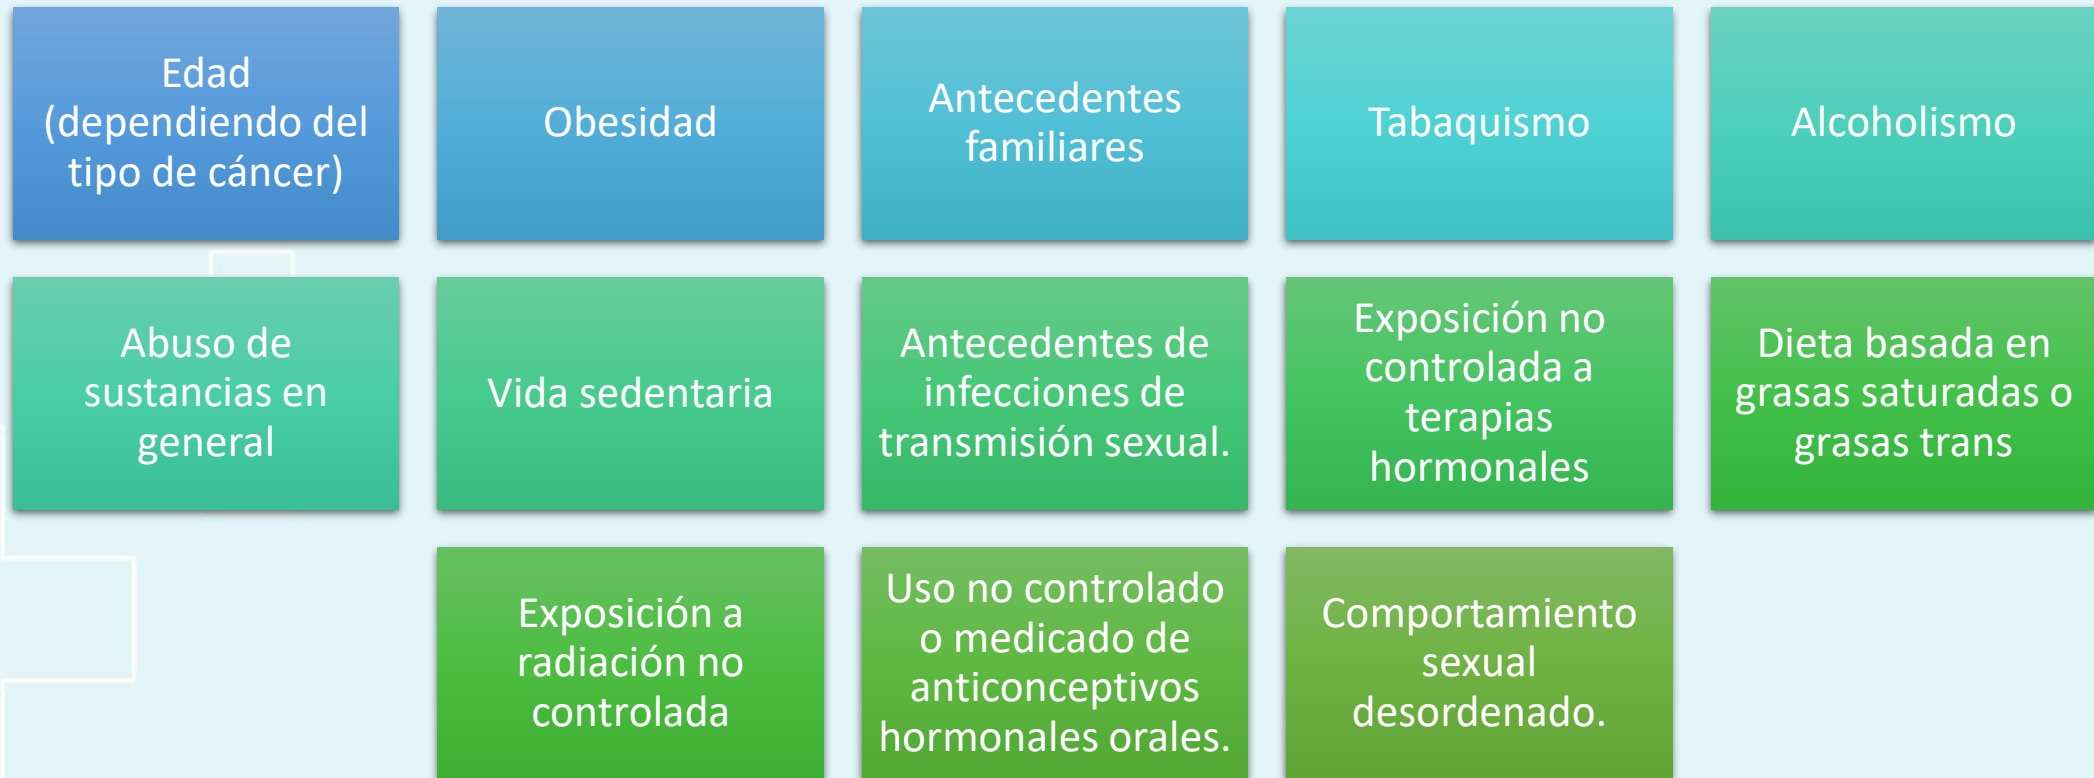 Edad
(dependiendo del
tipo de cáncer)
Obesidad
Antecedentes
familiares
Tabaquismo
Alcoholismo
Abuso de
sustancias en
general
Vida sedentaria
Antecedentes de
infecciones de
transmisión sexual.
Exposición no
controlada a
terapias
hormonales
Dieta basada en
grasas saturadas o
grasas trans
Exposición a
radiación no
controlada
Uso no controlado
o medicado de
anticonceptivos
hormonales orales.
Comportamiento
sexual
desordenado.